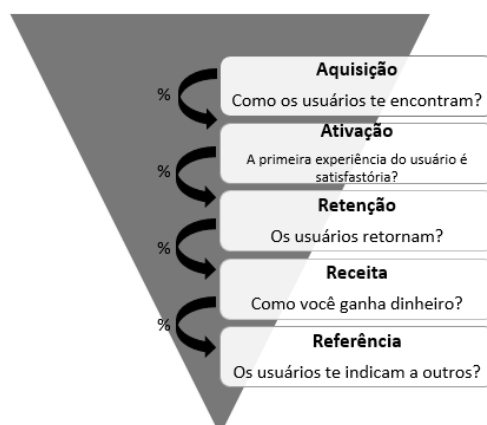 Aquisição
%
Como os usuários te encontram?
Ativação
%
A primeira experiência do usuário é
satisfastória?
Retenção
%
Os usuários retornam?
Receita
Como você ganha dinheiro?
%
Referência
Os usuários te indicam a outros?